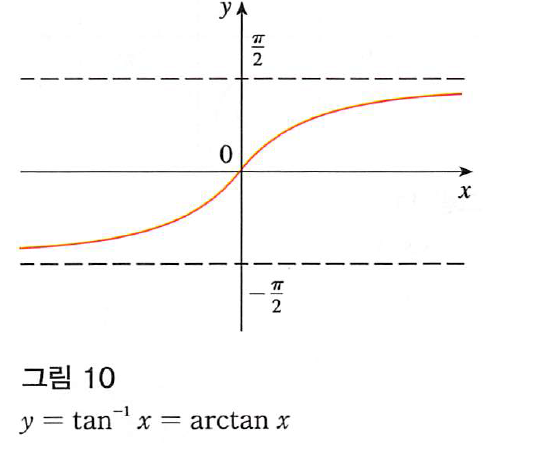 y
π/2
0
x
−π/2
그림 10
y = tan⁻¹ x = arctan x